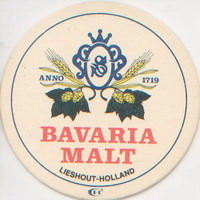 ANNO 1719
BAVARIA
MALT
LIESHOUT-HOLLAND